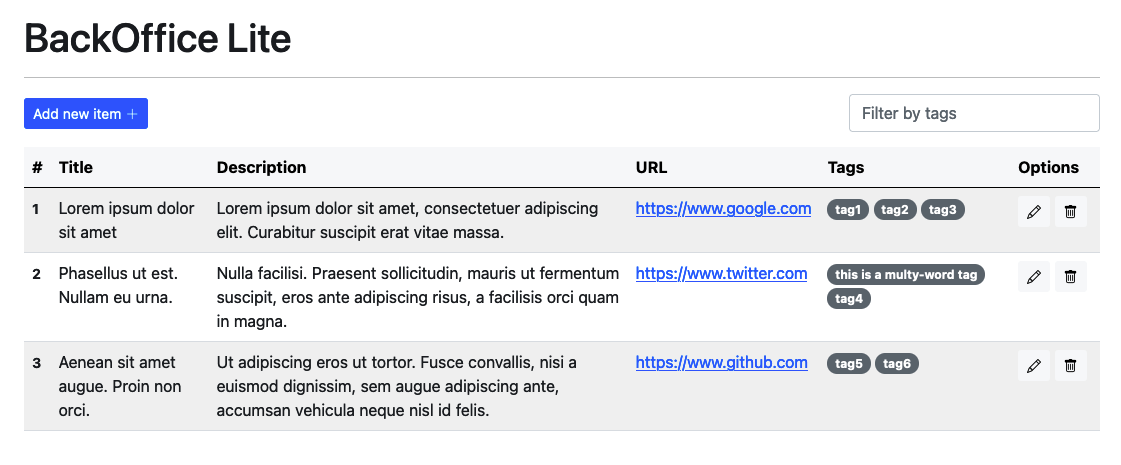 BackOffice Lite
Add new item +
Filter by tags
# Title Description URL Tags Options
1 Lorem ipsum dolor Lorem ipsum dolor sit amet, consectetuer adipiscing https://www.google.com tag1 tag2 tag3
sit amet elit. Curabitur suscipit erat vitae massa.
2 Phasellus ut est. Nulla facilisi. Praesent sollicitudin, mauris ut fermentum https://www.twitter.com this is a multy-word tag
Nullam eu urna. suscipit, eros ante adipiscing risus, a facilisis orci quam tag4
in magna.
3 Aenean sit amet Ut adipiscing eros ut tortor. Fusce convallis, nisi a https://www.github.com tag5 tag6
augue. Proin non euismod dignissim, sem augue adipiscing ante,
orci. accumsan vehicula neque nisl id felis.